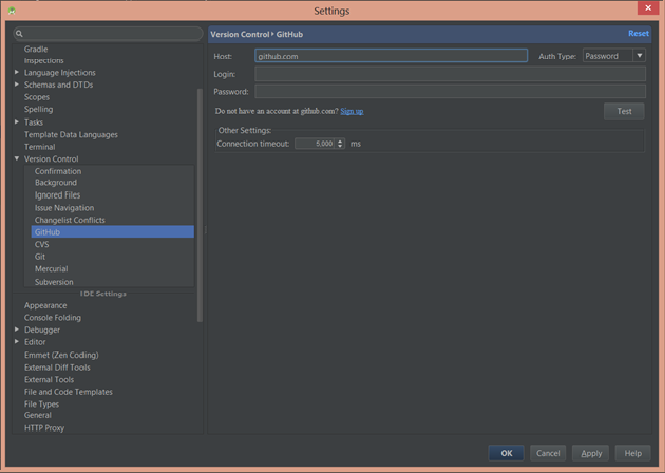 Settings
Gradle
Inspections
Language Injections
Schemas and DTDs
Scopes
Spelling
Tasks
Template Data Languages
Terminal
Version Control
Confirmation
Background
Ignored Files
Issue Navigation
Changelist Conflicts
GitHub
CVS
Git
Mercurial
Subversion
IDE Settings
Appearance
Console Folding
Debugger
Editor
Emmet (Zen Coding)
External Diff Tools
External Tools
File and Code Templates
File Types
General
HTTP Proxy
Version Control › GitHub
Reset
Host: github.com Auth Type: Password
Login:
Password:
Do not have an account at github.com? Sign up
Test
Other Settings:
Connection timeout: 5,000 ms
OK Cancel Apply Help